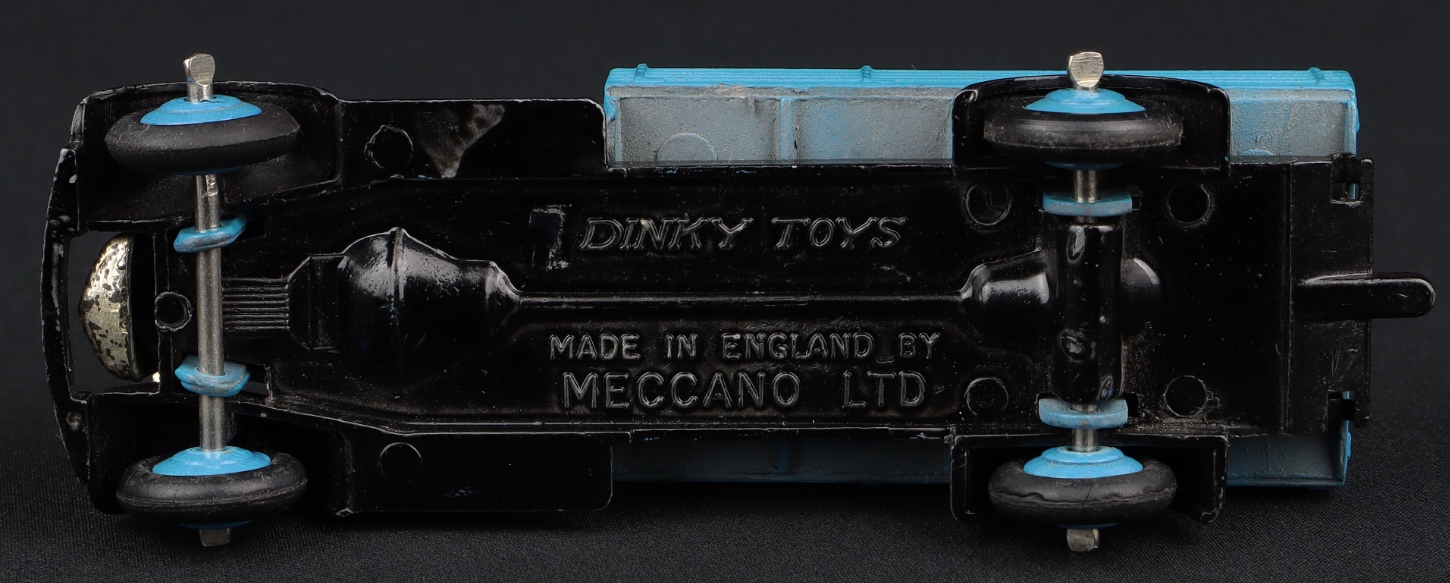 DINKY TOYS
MADE IN ENGLAND BY
MECCANO LTD